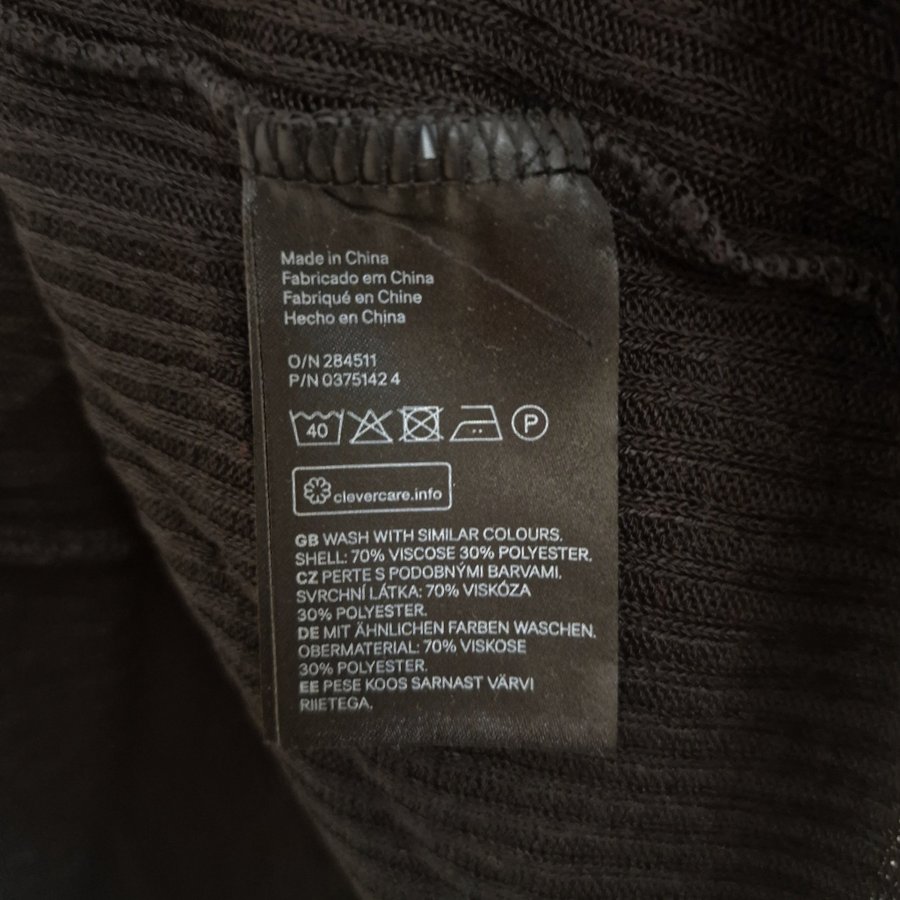 Made in China
Fabricado em China
Fabriqué en Chine
Hecho en China
O/N 284511
P/N 0375142 4
40
P
clevercare.info
GB WASH WITH SIMILAR COLOURS.
SHELL: 70% VISCOSE 30% POLYESTER.
CZ PERTE S PODOBNÝMI BARVAMI.
SVRCHNÍ LÁTKA: 70% VISKÓZA
30% POLYESTER.
DE MIT ÄHNLICHEN FARBEN WASCHEN.
OBERMATERIAL: 70% VISKOSE
30% POLYESTER.
EE PESE KOOS SARNAST VÄRVI
RIIETEGA.